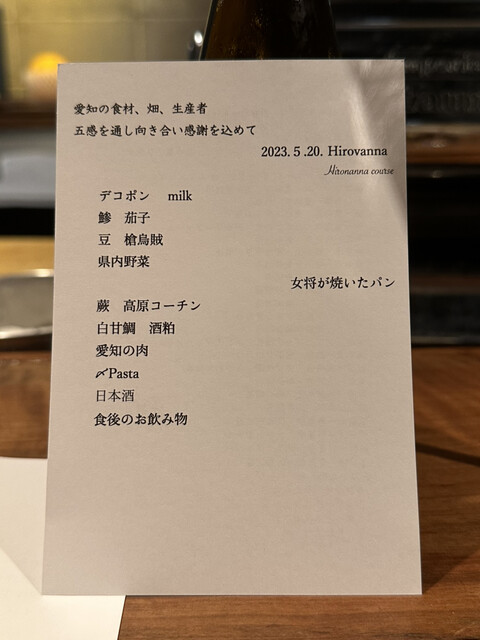 愛知の食材、畑、生産者
五感を通し向き合い感謝を込めて
2023. 5 .20. Hirovanna
Hironanna course
デコポン　milk
鯵　茄子
豆　槍烏賊
県内野菜
女将が焼いたパン
蕨　高原コーチン
白甘鯛　酒粕
愛知の肉
〆Pasta
日本酒
食後のお飲み物